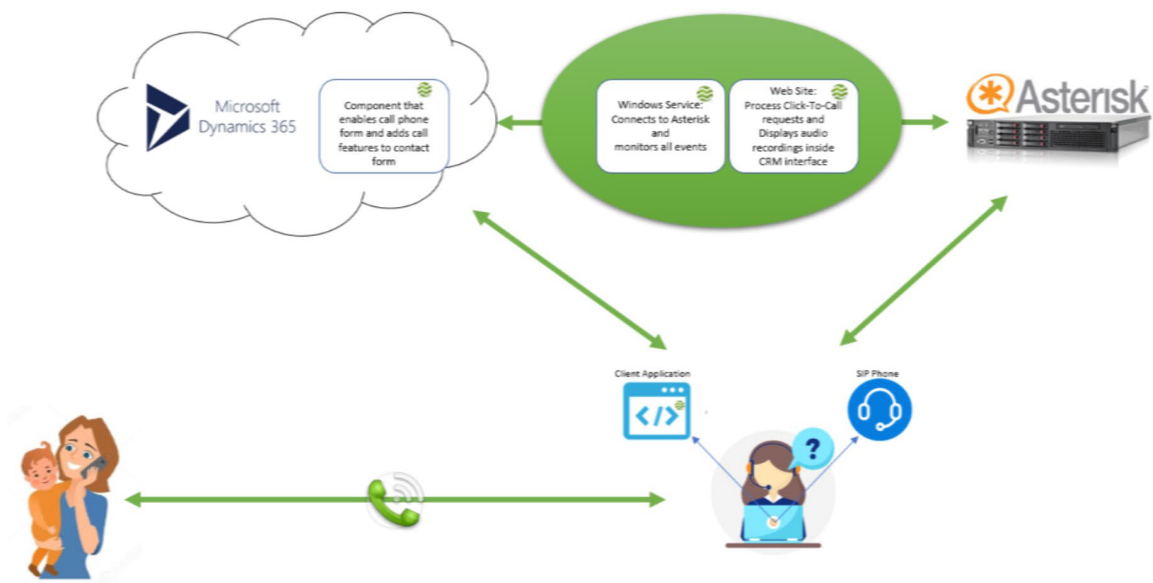 Microsoft
Dynamics 365
Component that
enables call phone
form and adds call
features to contact
form
Windows Service:
Connects to Asterisk
and
monitors all events
Web Site:
Process Click-To-Call
requests and
Displays audio
recordings inside
CRM interface
Asterisk
Client Application
</>
SIP Phone
?